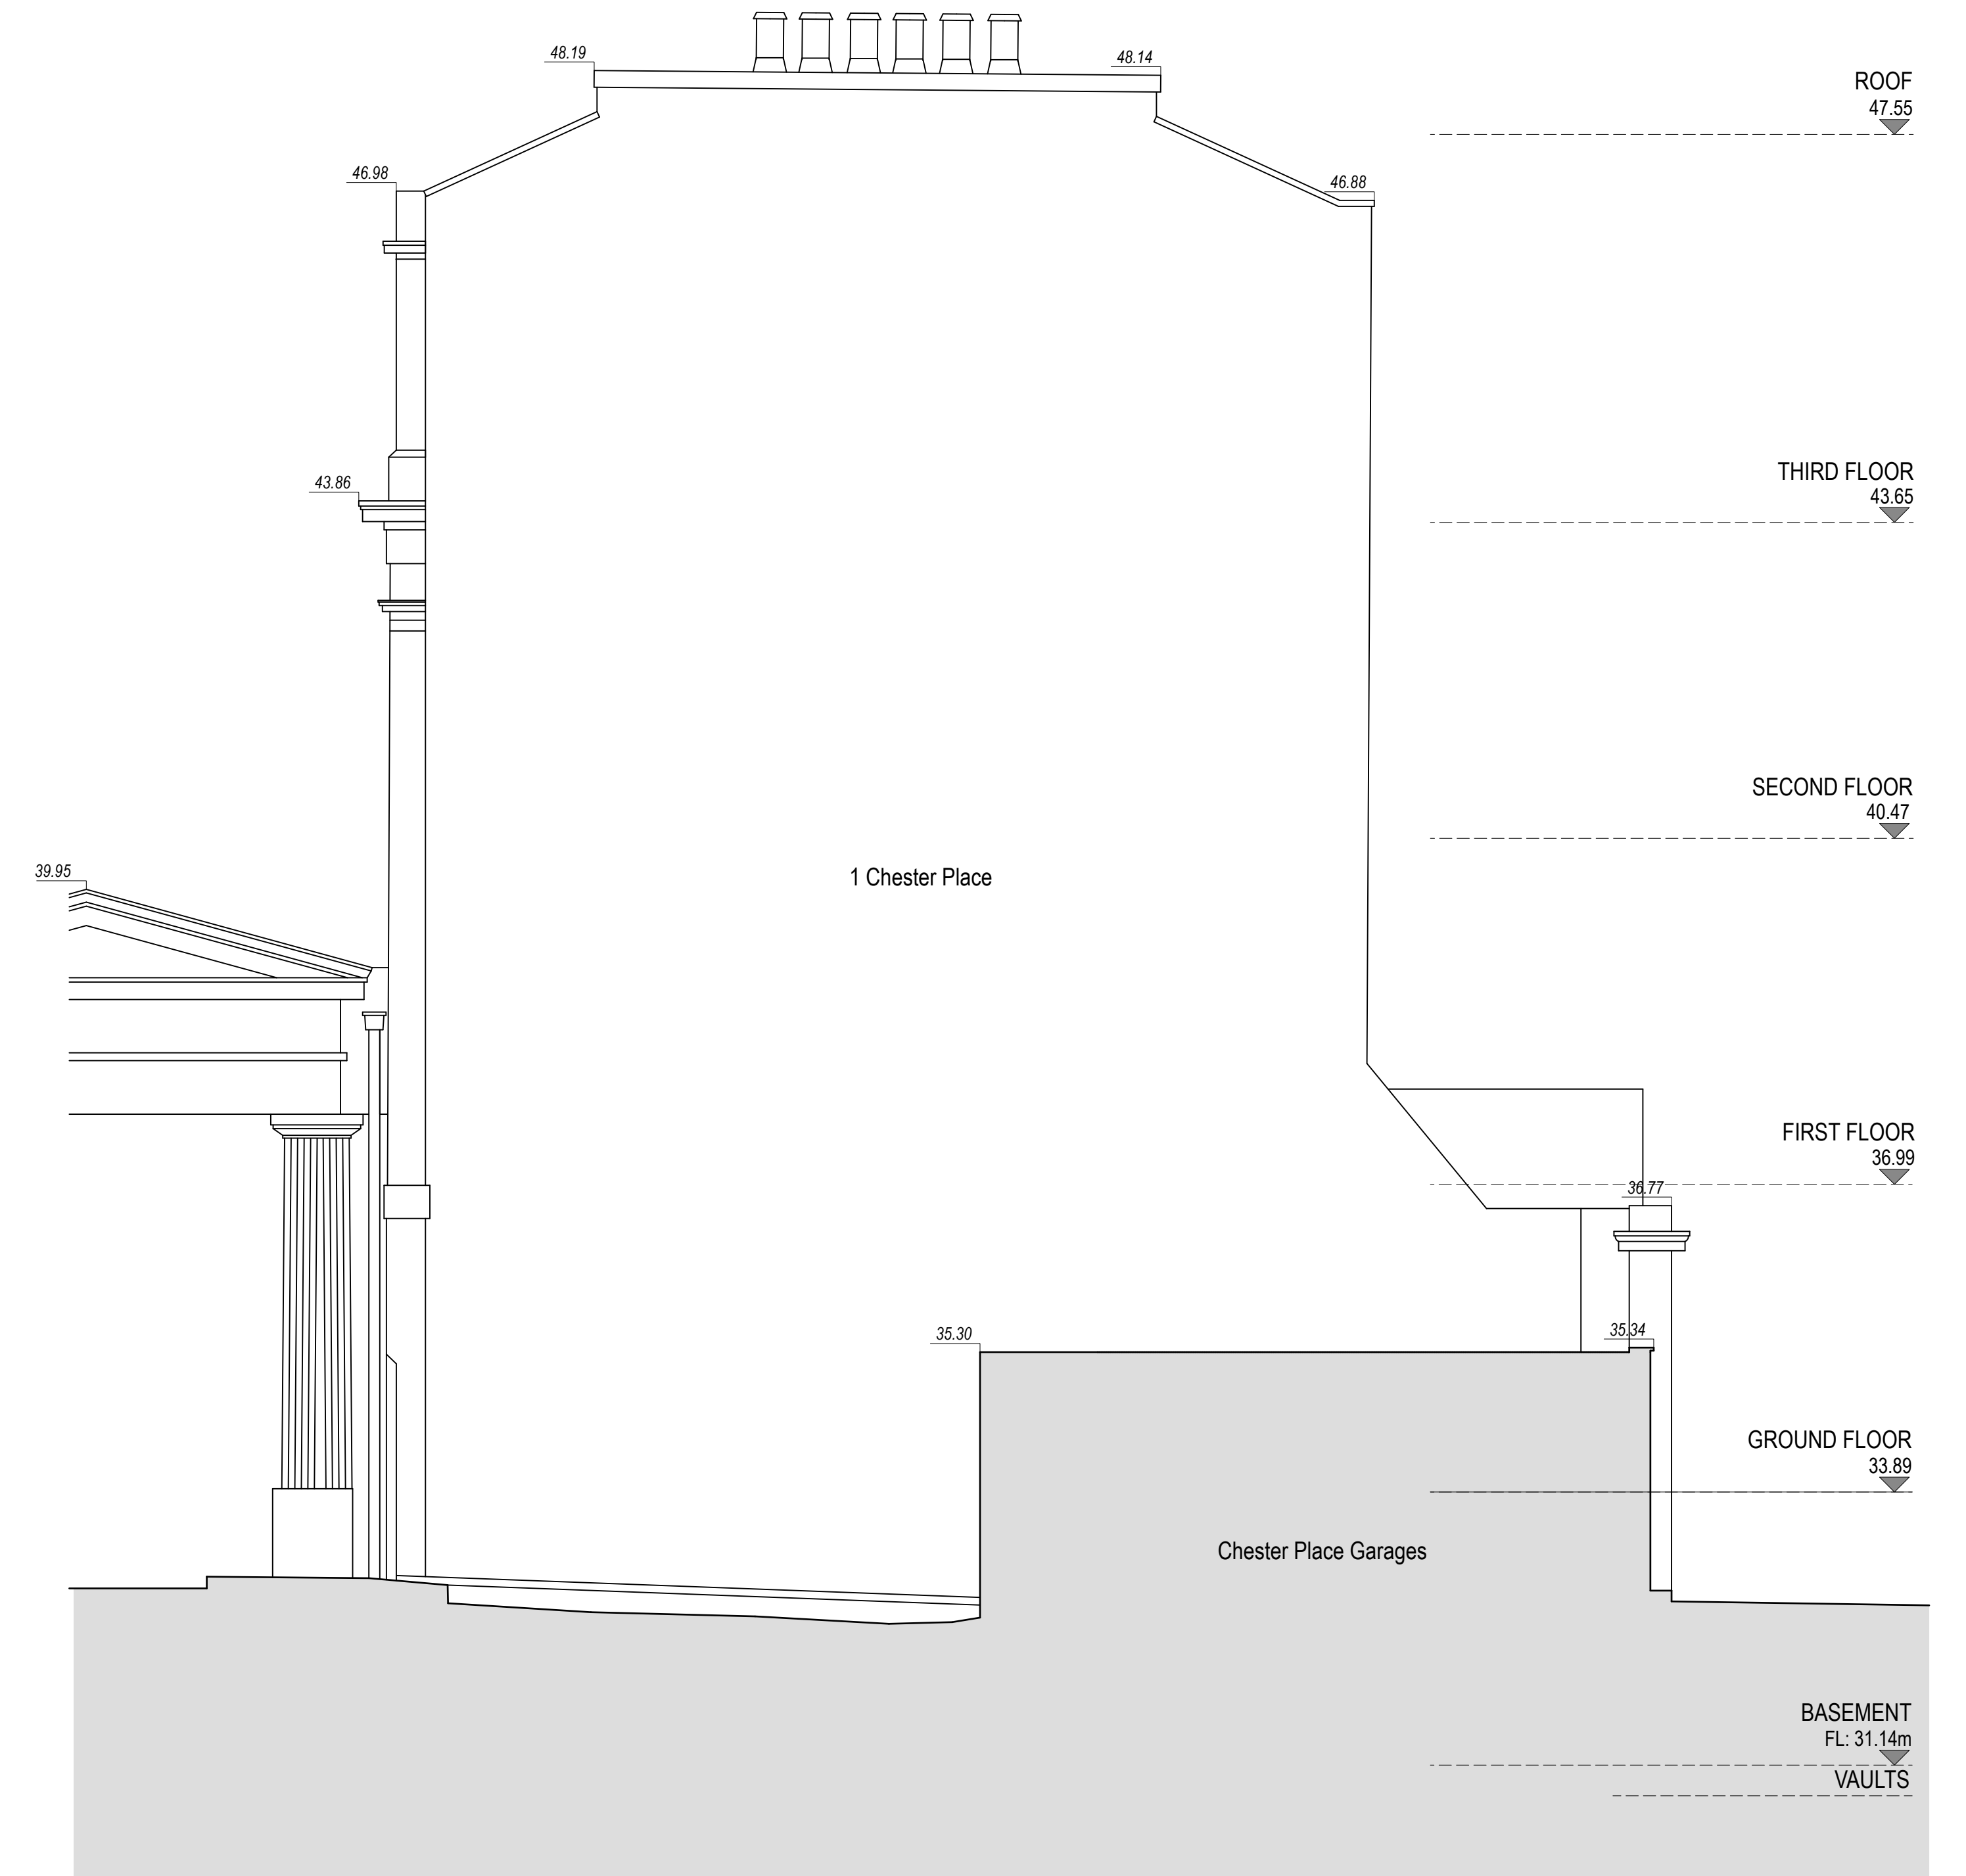 48.19
48.14
ROOF
47.55
46.98
46.88
THIRD FLOOR
43.65
43.86
SECOND FLOOR
40.47
39.95
1 Chester Place
FIRST FLOOR
36.99
36.77
35.30
35.34
GROUND FLOOR
33.89
Chester Place Garages
BASEMENT
FL: 31.14m
VAULTS